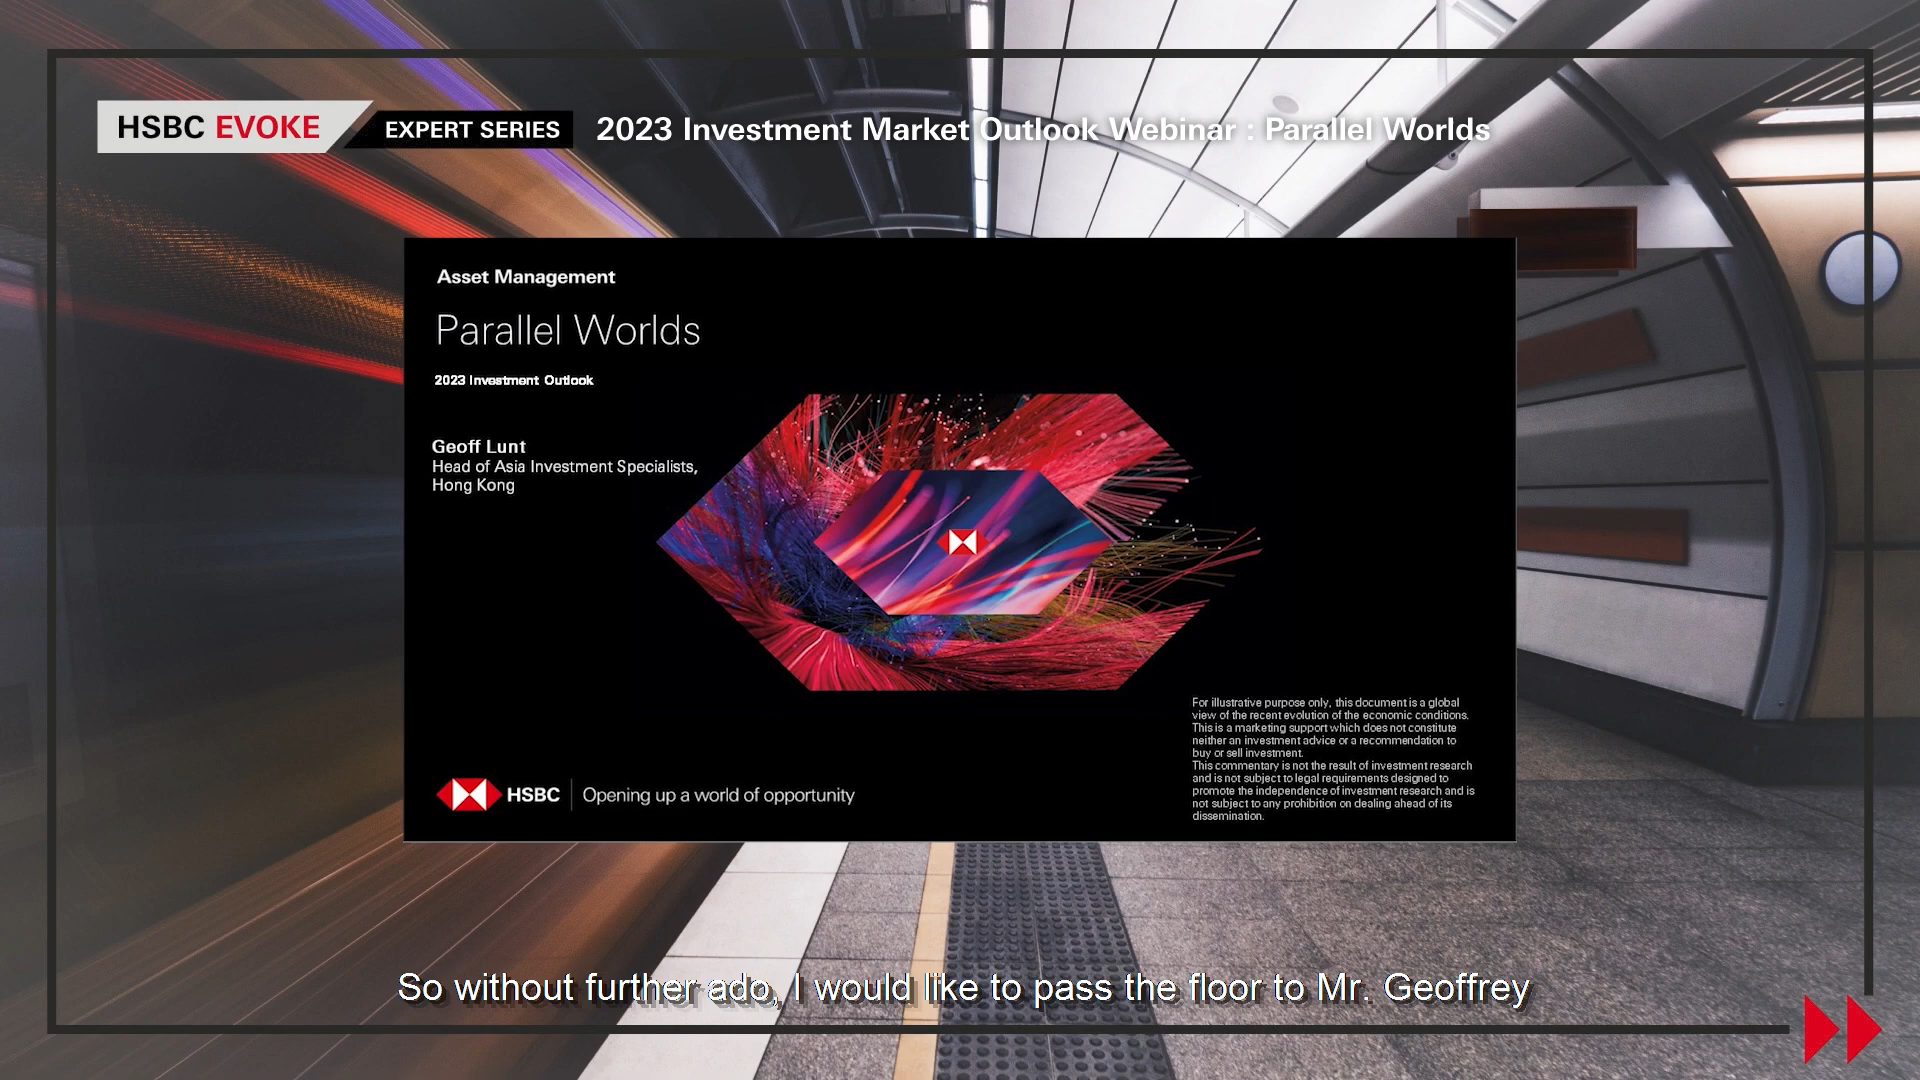 HSBC EVOKE EXPERT SERIES 2023 Investment Market Outlook Webinar : Parallel Worlds
Asset Management
Parallel Worlds
2023 Investment Outlook
Geoff Lunt
Head of Asia Investment Specialists,
Hong Kong
For illustrative purpose only, this document is a global
view of the recent evolution of the economic conditions.
This is a marketing support which does not constitute
neither an investment advice or a recommendation to
buy or sell investment.
This commentary is not the result of investment research
and is not subject to legal requirements designed to
promote the independence of investment research and is
not subject to any prohibition on dealing ahead of its
dissemination.
HSBC Opening up a world of opportunity
So without further ado, I would like to pass the floor to Mr. Geoffrey